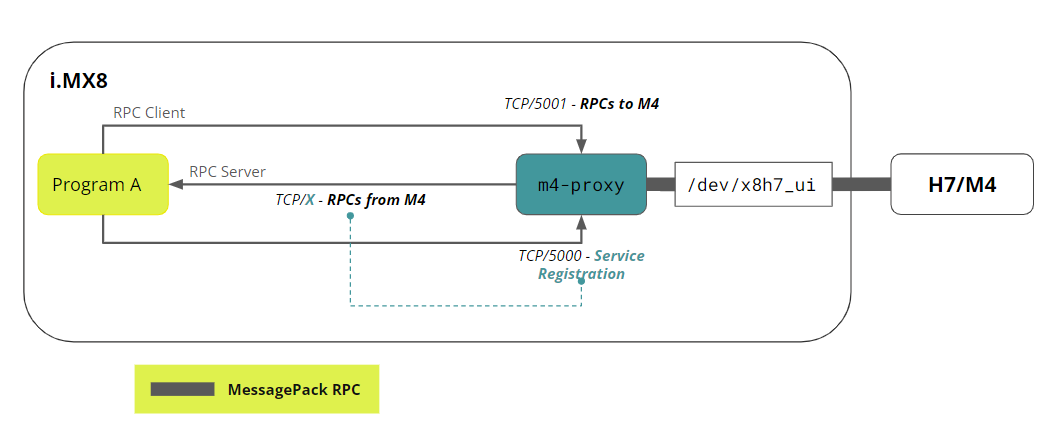 i.MX8
RPC Client
TCP/5001 - RPCs to M4
Program A
RPC Server
m4-proxy
/dev/x8h7_ui
H7/M4
TCP/X - RPCs from M4
TCP/5000 - Service
Registration
MessagePack RPC